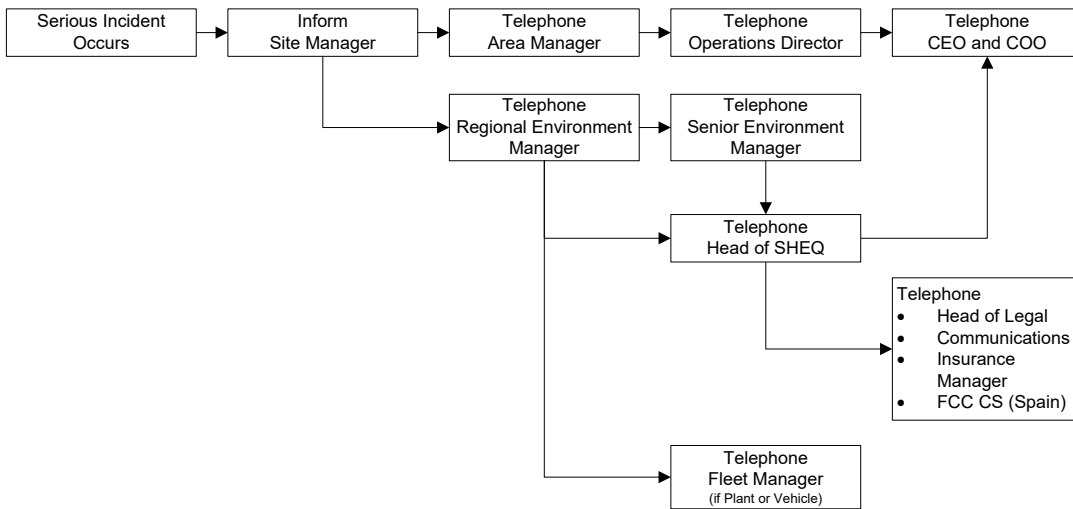 Serious Incident
Occurs
Inform
Site Manager
Telephone
Area Manager
Telephone
Operations Director
Telephone
CEO and COO
Telephone
Regional Environment
Manager
Telephone
Senior Environment
Manager
Telephone
Head of SHEQ
Telephone
• Head of Legal
• Communications
• Insurance
Manager
• FCC CS (Spain)
Telephone
Fleet Manager
(if Plant or Vehicle)